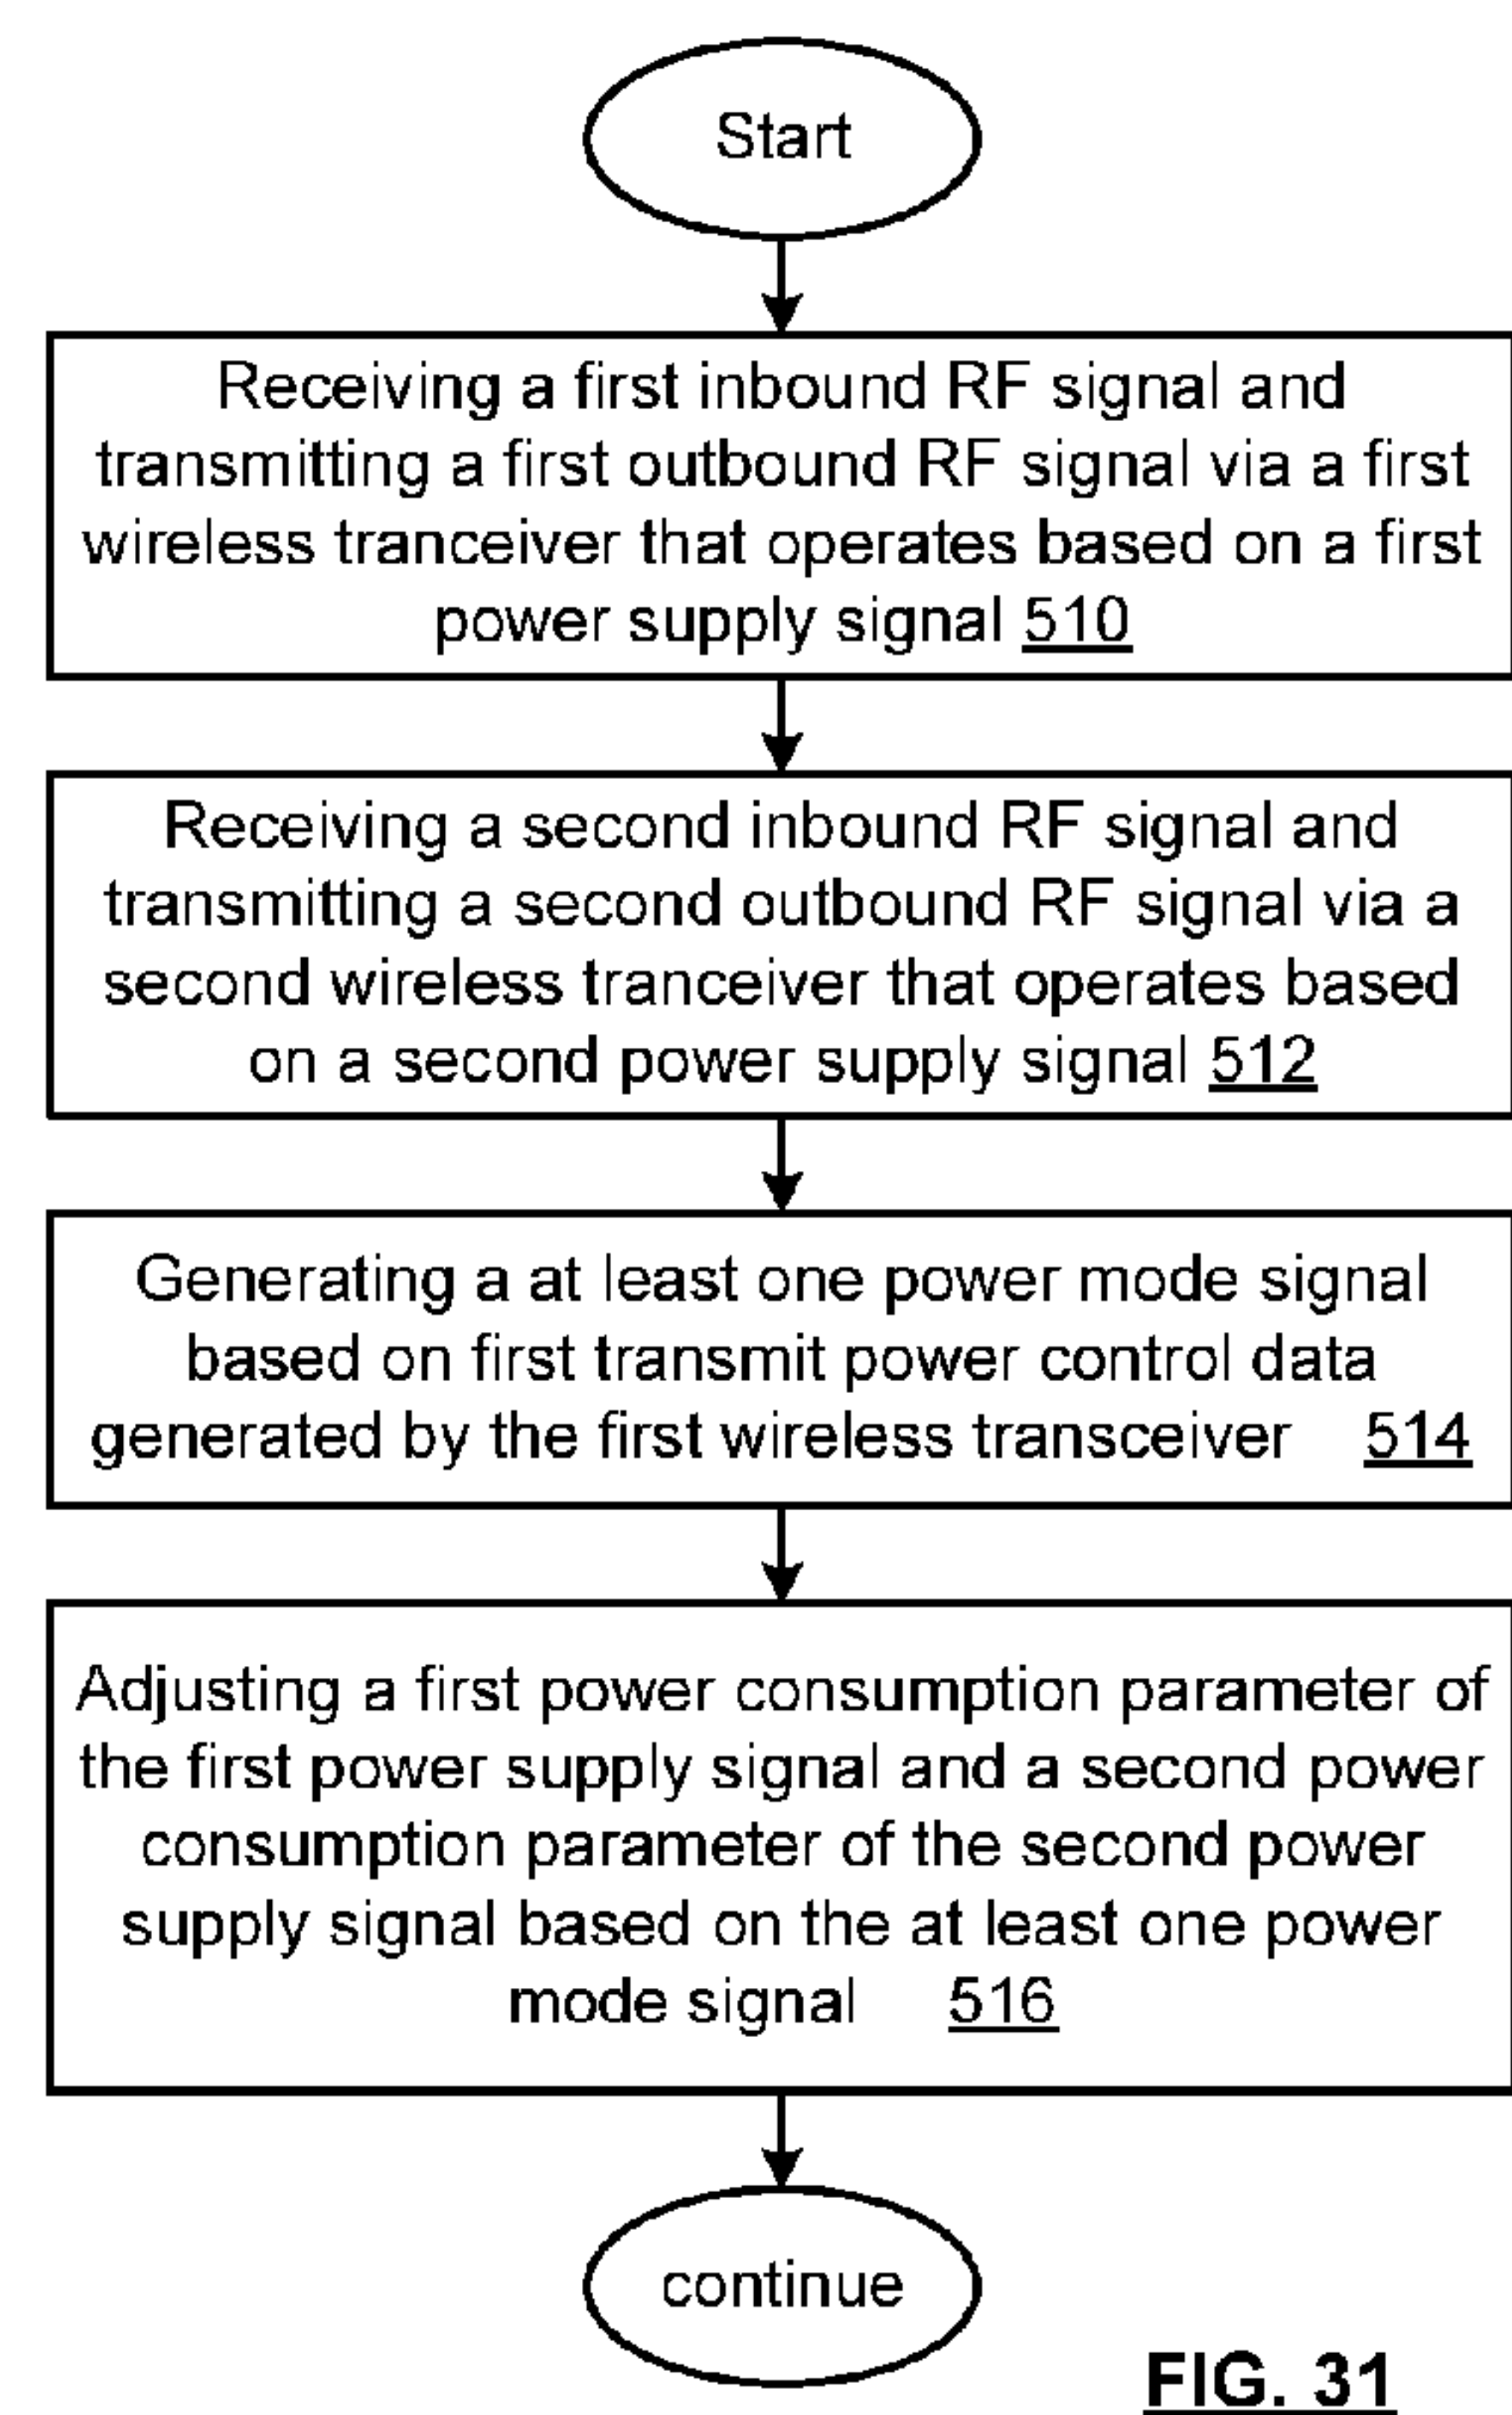 Start
Receiving a first inbound RF signal and
transmitting a first outbound RF signal via a first
wireless tranceiver that operates based on a first
power supply signal 510
Receiving a second inbound RF signal and
transmitting a second outbound RF signal via a
second wireless tranceiver that operates based
on a second power supply signal 512
Generating a at least one power mode signal
based on first transmit power control data
generated by the first wireless transceiver 514
Adjusting a first power consumption parameter of
the first power supply signal and a second power
consumption parameter of the second power
supply signal based on the at least one power
mode signal 516
continue
FIG. 31